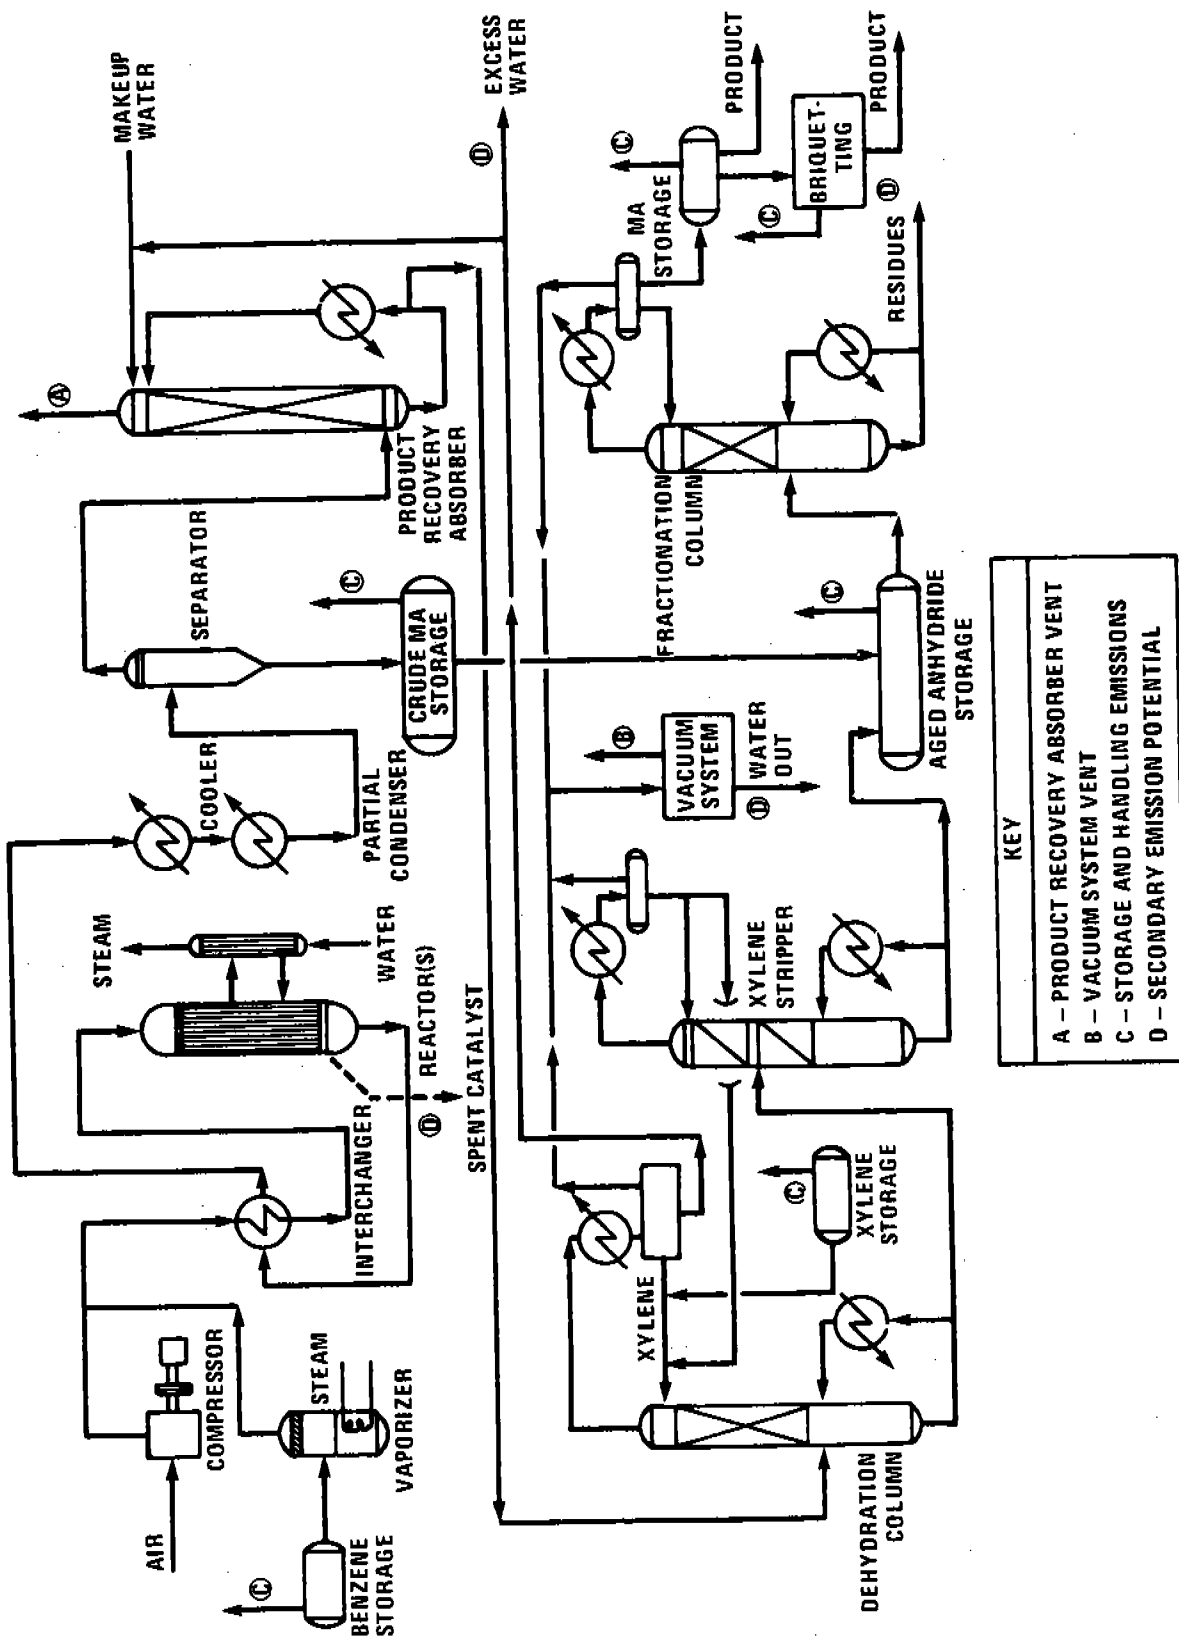 AIR
COMPRESSOR
Ⓒ
BENZENE
STORAGE
STEAM
VAPORIZER
INTERCHANGER
STEAM
WATER
REACTOR(S)
Ⓓ
SPENT CATALYST
COOLER
PARTIAL
CONDENSER
SEPARATOR
Ⓒ
CRUDE MA
STORAGE
Ⓐ
PRODUCT
RECOVERY
ABSORBER
MAKEUP
WATER
Ⓓ
EXCESS
WATER
DEHYDRATION
COLUMN
XYLENE
Ⓒ
XYLENE
STORAGE
XYLENE
STRIPPER
Ⓑ
VACUUM
SYSTEM
Ⓓ
WATER
OUT
Ⓒ
AGED ANHYDRIDE
STORAGE
FRACTIONATION
COLUMN
MA
STORAGE
Ⓒ
PRODUCT
Ⓒ
BRIQUET-
TING
PRODUCT
RESIDUES
Ⓓ
KEY
A – PRODUCT RECOVERY ABSORBER VENT
B – VACUUM SYSTEM VENT
C – STORAGE AND HANDLING EMISSIONS
D – SECONDARY EMISSION POTENTIAL